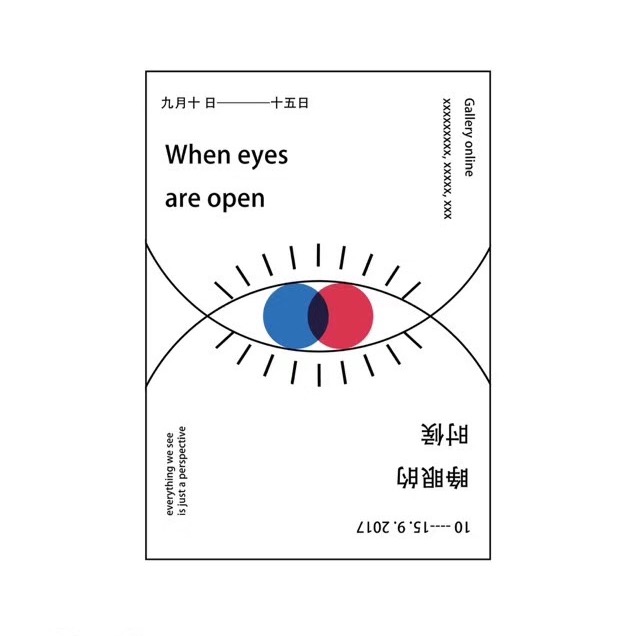 九月十 日————十五日
When eyes
are open
Gallery online
xxxxxxxxx, xxxxx, xxx
everything we see
is just a perspective
10 ----15. 9. 2017
睁眼的
时候